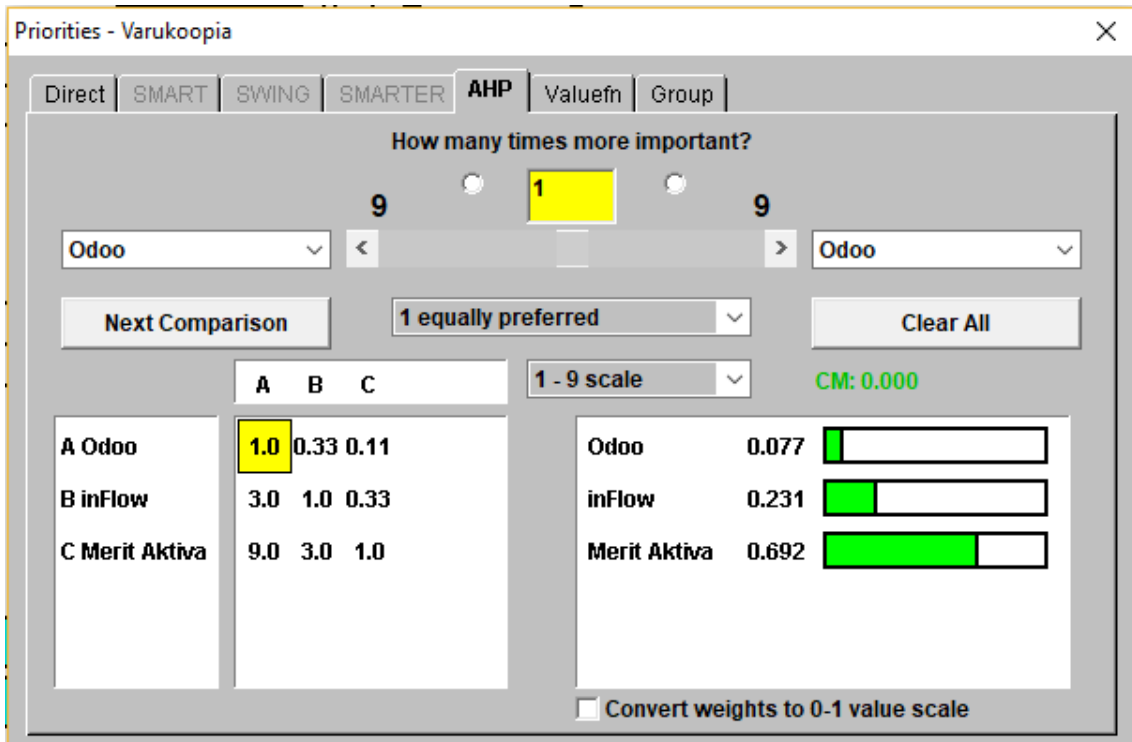 Priorities - Varukoopia
Direct SMART SWING SMARTER AHP Valuefn Group
How many times more important?
9 1 9
Odoo < > Odoo
Next Comparison 1 equally preferred Clear All
A B C 1 - 9 scale CM: 0.000
A Odoo 1.0 0.33 0.11 Odoo 0.077
B inFlow 3.0 1.0 0.33 inFlow 0.231
C Merit Aktiva 9.0 3.0 1.0 Merit Aktiva 0.692
Convert weights to 0-1 value scale